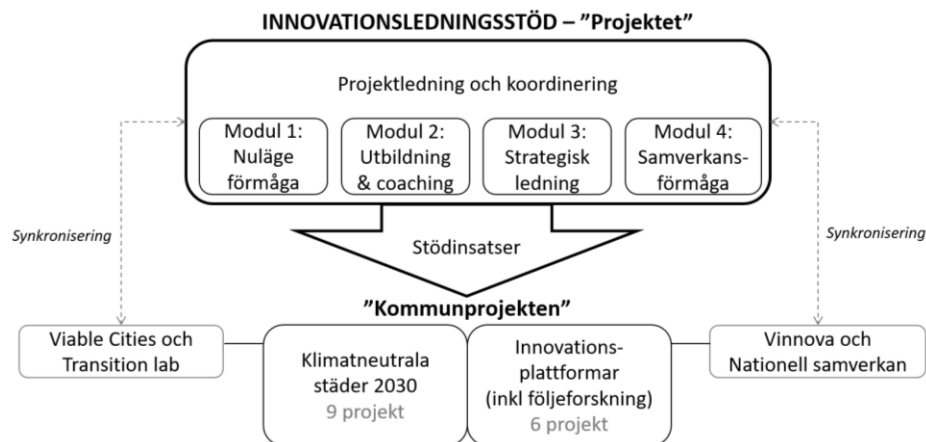 INNOVATIONSLEDNINGSSTÖD – ”Projektet”
Projektledning och koordinering
Modul 1:
Nuläge
förmåga
Modul 2:
Utbildning
& coaching
Modul 3:
Strategisk
ledning
Modul 4:
Samverkans-
förmåga
Synkronisering
Stödinsatser
Synkronisering
”Kommunprojekten”
Viable Cities och
Transition lab
Klimatneutrala
städer 2030
9 projekt
Innovations-
plattformar
(inkl följeforskning)
6 projekt
Vinnova och
Nationell samverkan